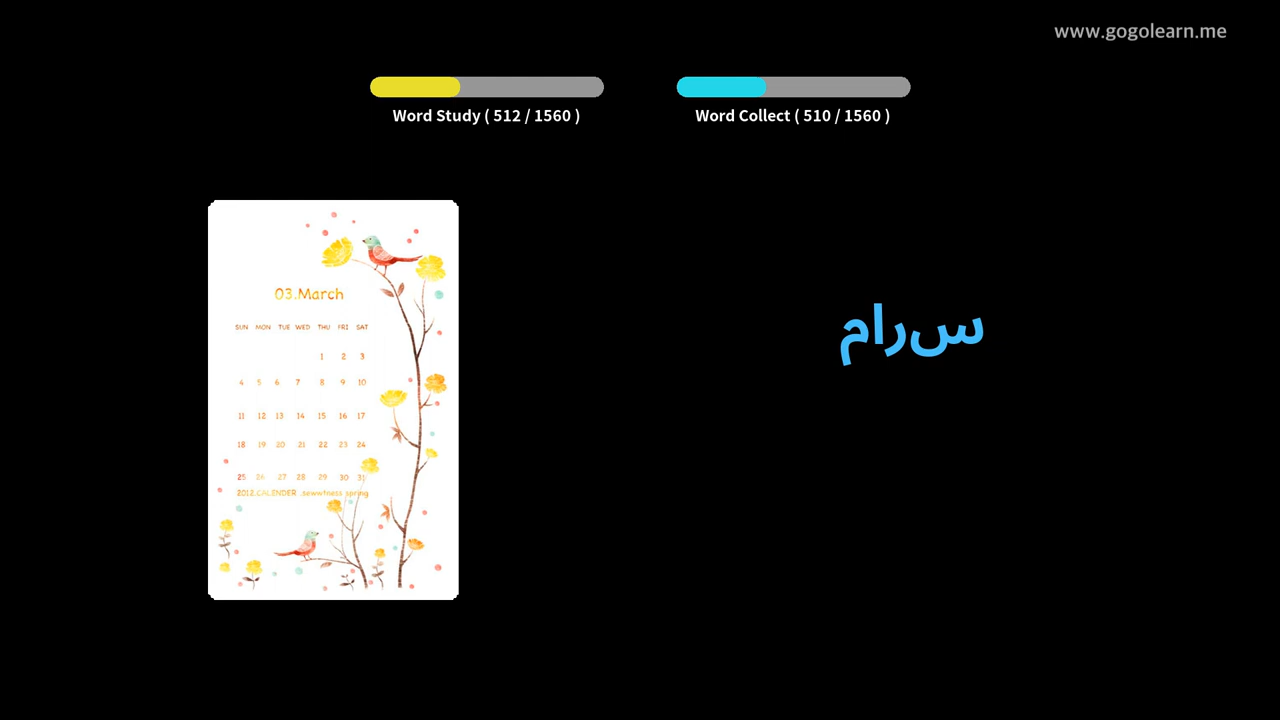 www.gogolearn.me
Word Study ( 512 / 1560 )
Word Collect ( 510 / 1560 )
03.March
SUN MON TUE WED THU FRI SAT
1 2 3
4 5 6 7 8 9 10
11 12 13 14 15 16 17
18 19 20 21 22 23 24
25 26 27 28 29 30 31
2012.CALENDER .sewwtness spring
سرام